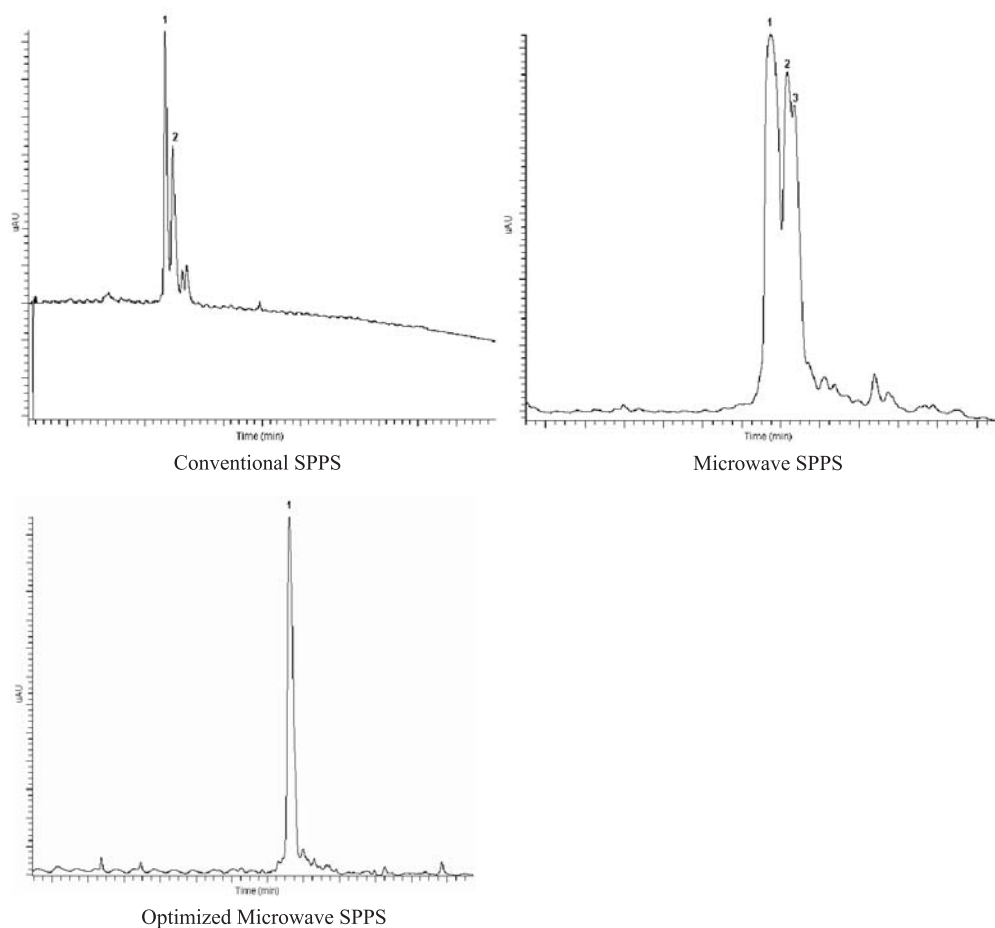 1
2
uAU
Time (min)
Conventional SPPS
1
2
3
uAU
Time (min)
Microwave SPPS
1
uAU
Time (min)
Optimized Microwave SPPS